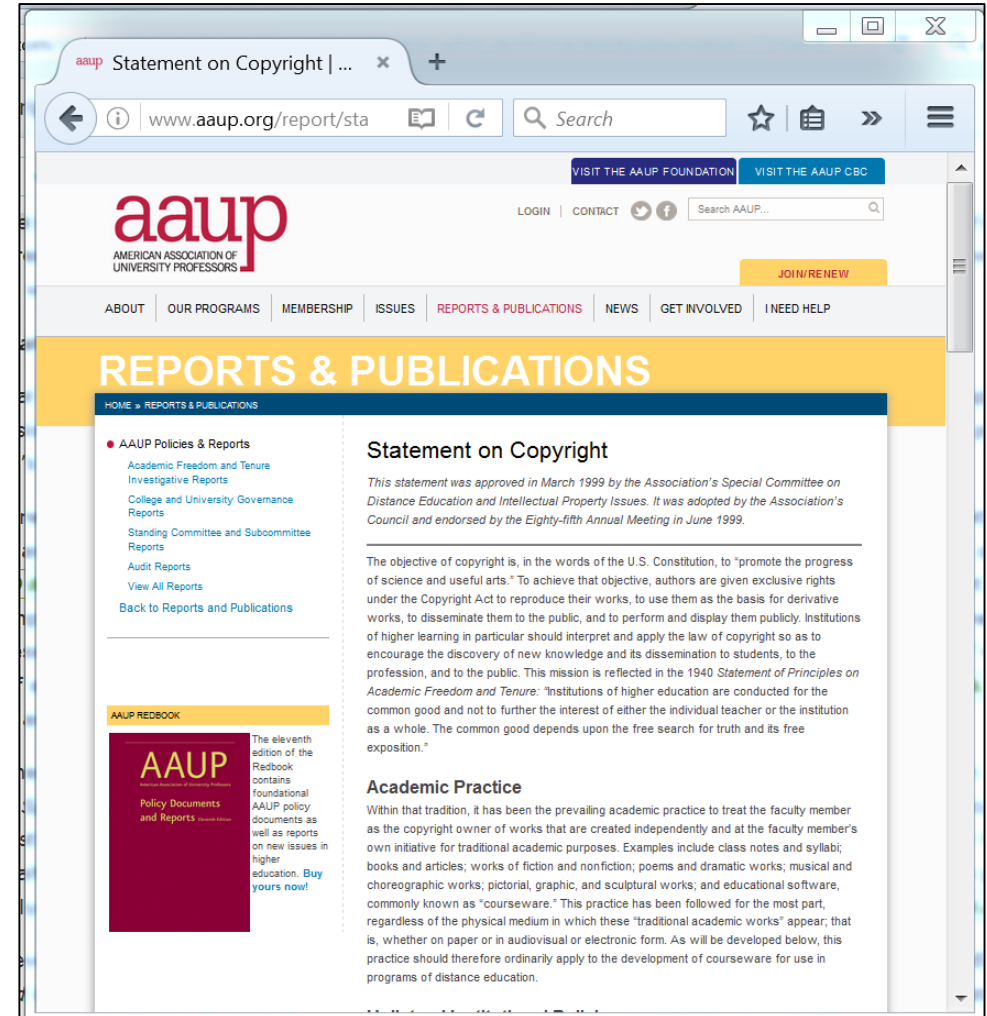 aaup Statement on Copyright | ...
www.aaup.org/report/sta
Search
VISIT THE AAUP FOUNDATION
VISIT THE AAUP CBC
aaup
AMERICAN ASSOCIATION OF
UNIVERSITY PROFESSORS
LOGIN | CONTACT
Search AAUP...
JOIN/RENEW
ABOUT
OUR PROGRAMS
MEMBERSHIP
ISSUES
REPORTS & PUBLICATIONS
NEWS
GET INVOLVED
I NEED HELP
REPORTS & PUBLICATIONS
HOME » REPORTS & PUBLICATIONS
AAUP Policies & Reports
Academic Freedom and Tenure
Investigative Reports
College and University Governance
Reports
Standing Committee and Subcommittee
Reports
Audit Reports
View All Reports
Back to Reports and Publications
AAUP REDBOOK
AAUP
American Association of University Professors
Policy Documents
and Reports Eleventh Edition
The eleventh
edition of the
Redbook
contains
foundational
AAUP policy
documents as
well as reports
on new issues in
higher
education. Buy
yours now!
Statement on Copyright
This statement was approved in March 1999 by the Association's Special Committee on
Distance Education and Intellectual Property Issues. It was adopted by the Association's
Council and endorsed by the Eighty-fifth Annual Meeting in June 1999.
The objective of copyright is, in the words of the U.S. Constitution, to “promote the progress
of science and useful arts.” To achieve that objective, authors are given exclusive rights
under the Copyright Act to reproduce their works, to use them as the basis for derivative
works, to disseminate them to the public, and to perform and display them publicly. Institutions
of higher learning in particular should interpret and apply the law of copyright so as to
encourage the discovery of new knowledge and its dissemination to students, to the
profession, and to the public. This mission is reflected in the 1940 Statement of Principles on
Academic Freedom and Tenure: “Institutions of higher education are conducted for the
common good and not to further the interest of either the individual teacher or the institution
as a whole. The common good depends upon the free search for truth and its free
exposition.”
Academic Practice
Within that tradition, it has been the prevailing academic practice to treat the faculty member
as the copyright owner of works that are created independently and at the faculty member's
own initiative for traditional academic purposes. Examples include class notes and syllabi;
books and articles; works of fiction and nonfiction; poems and dramatic works; musical and
choreographic works; pictorial, graphic, and sculptural works; and educational software,
commonly known as “courseware.” This practice has been followed for the most part,
regardless of the physical medium in which these “traditional academic works” appear; that
is, whether on paper or in audiovisual or electronic form. As will be developed below, this
practice should therefore ordinarily apply to the development of courseware for use in
programs of distance education.